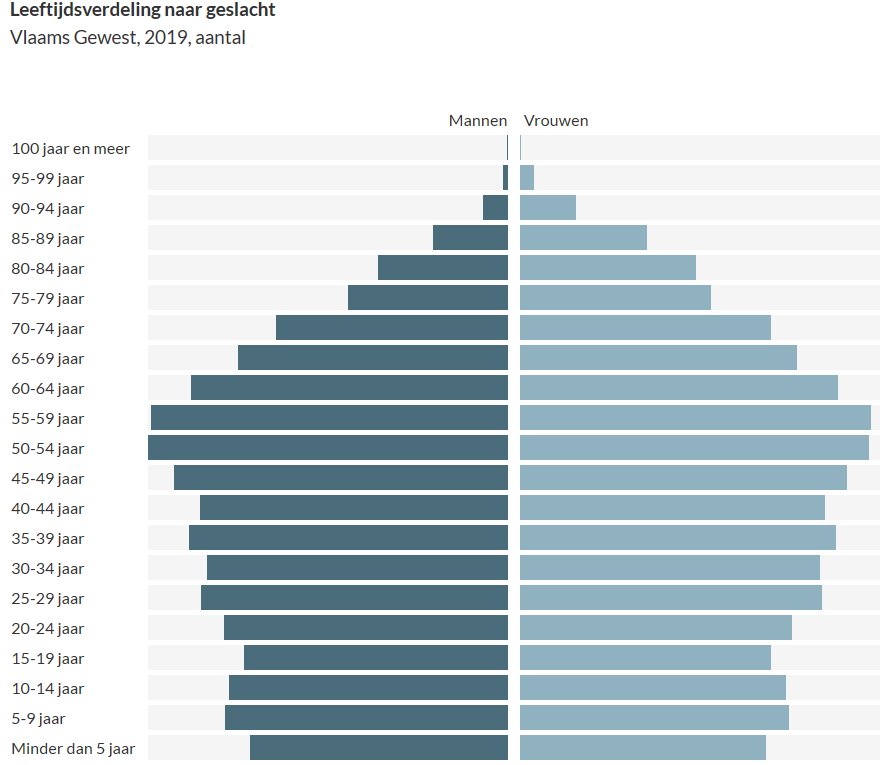 Leeftijdsverdeling naar geslacht
Vlaams Gewest, 2019, aantal
Mannen Vrouwen
100 jaar en meer
95-99 jaar
90-94 jaar
85-89 jaar
80-84 jaar
75-79 jaar
70-74 jaar
65-69 jaar
60-64 jaar
55-59 jaar
50-54 jaar
45-49 jaar
40-44 jaar
35-39 jaar
30-34 jaar
25-29 jaar
20-24 jaar
15-19 jaar
10-14 jaar
5-9 jaar
Minder dan 5 jaar